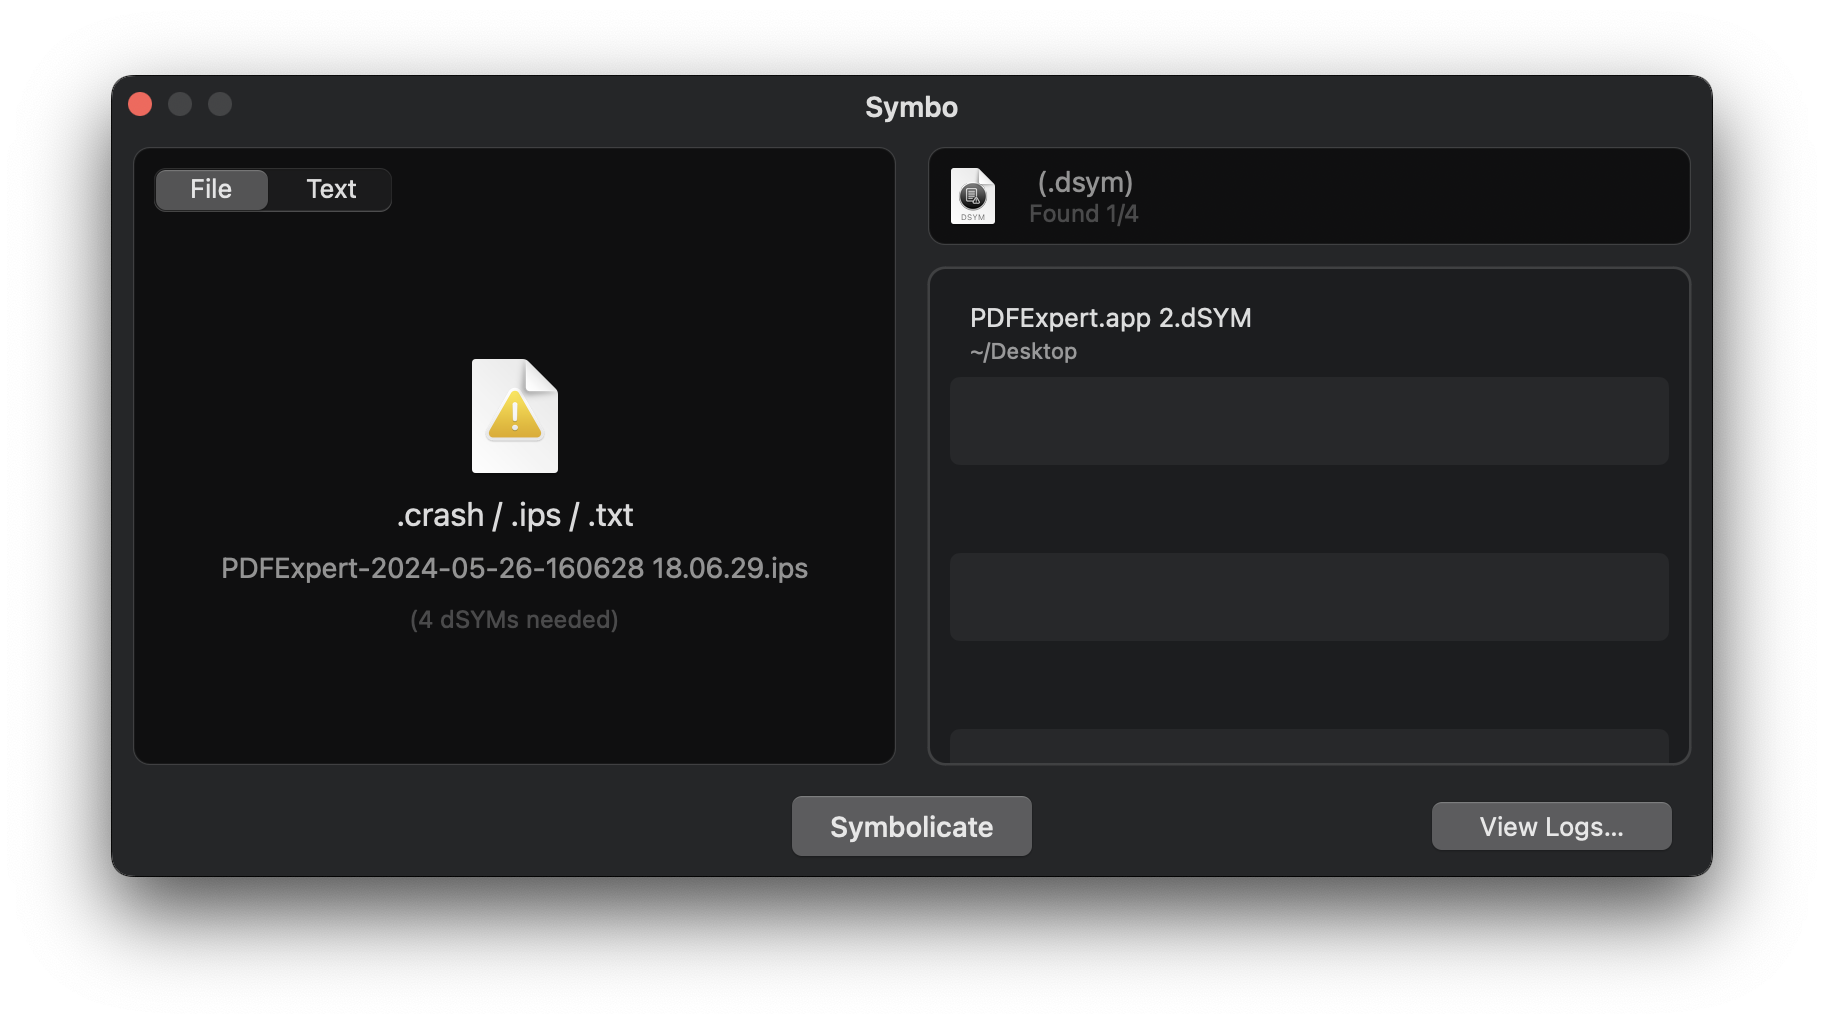 Symbo
File
Text
.crash / .ips / .txt
PDFExpert-2024-05-26-160628 18.06.29.ips
(4 dSYMs needed)
DSYM
(.dsym)
Found 1/4
PDFExpert.app 2.dSYM
~/Desktop
Symbolicate
View Logs...